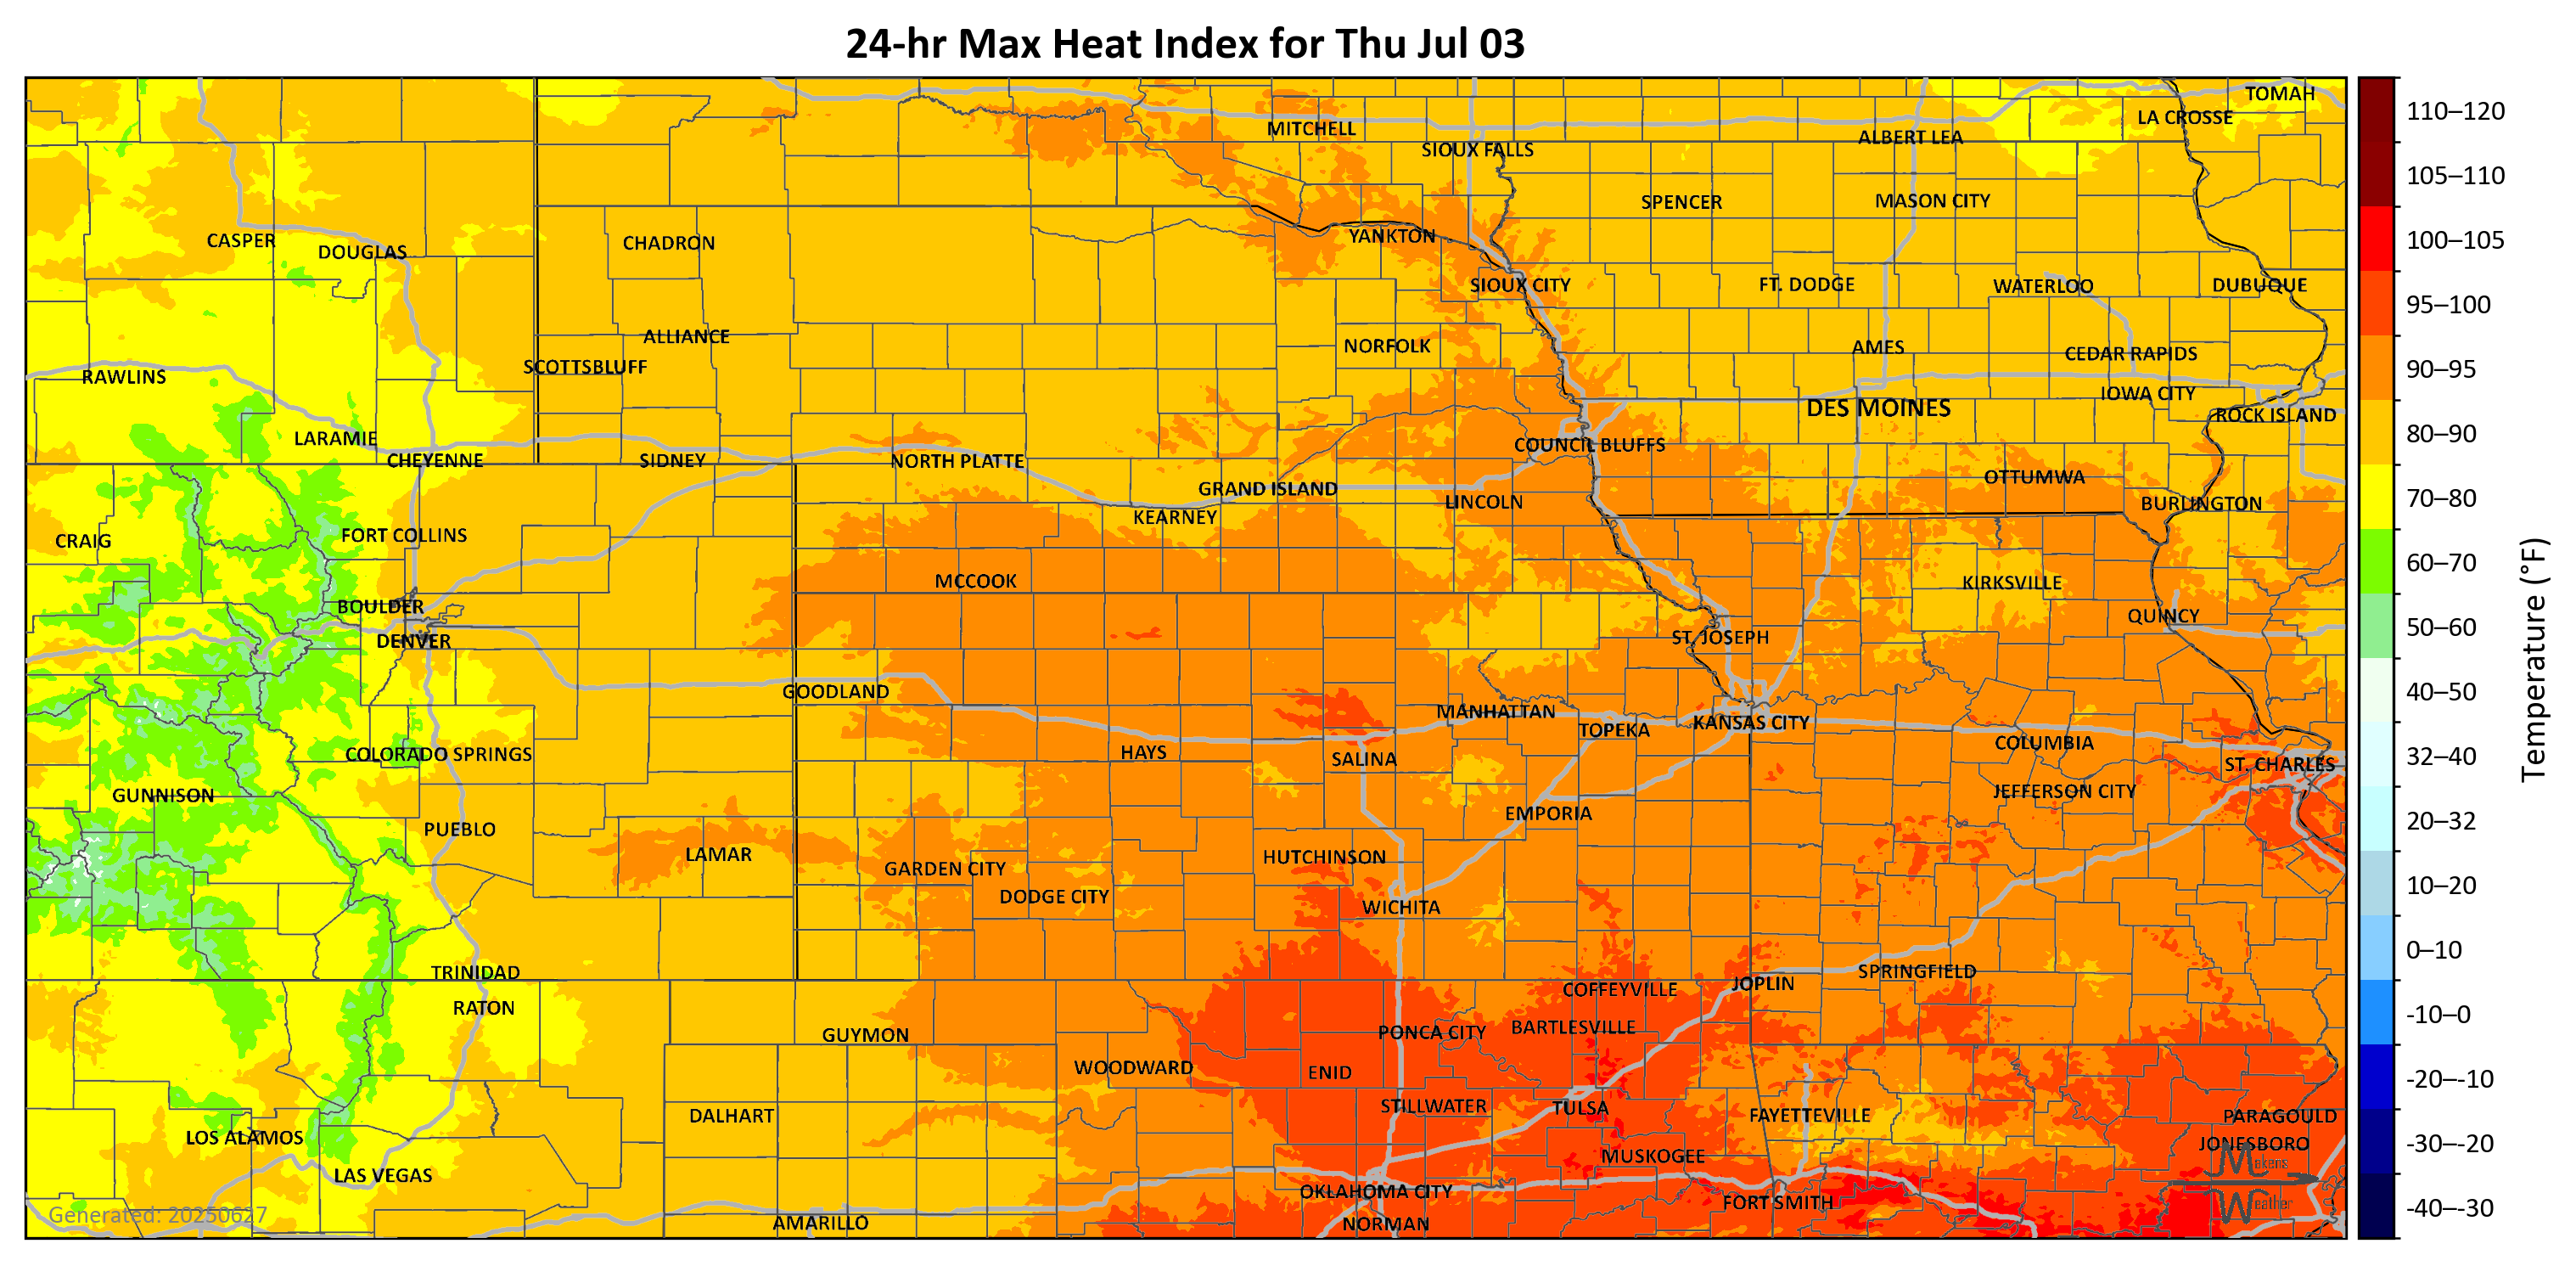 24-hr Max Heat Index for Thu Jul 03
TOMAH
LA CROSSE
MITCHELL
ALBERT LEA
SIOUX FALLS
SPENCER
MASON CITY
CASPER
DOUGLAS
CHADRON
YANKTON
SIOUX CITY
FT. DODGE
WATERLOO
DUBUQUE
ALLIANCE
NORFOLK
AMES
CEDAR RAPIDS
SCOTTSBLUFF
RAWLINS
IOWA CITY
DES MOINES
ROCK ISLAND
LARAMIE
COUNCIL BLUFFS
CHEYENNE
SIDNEY
NORTH PLATTE
OTTUMWA
GRAND ISLAND
LINCOLN
BURLINGTON
KEARNEY
FORT COLLINS
CRAIG
MCCOOK
KIRKSVILLE
BOULDER
QUINCY
DENVER
ST. JOSEPH
GOODLAND
MANHATTAN
TOPEKA
KANSAS CITY
COLUMBIA
COLORADO SPRINGS
HAYS
SALINA
ST. CHARLES
GUNNISON
JEFFERSON CITY
EMPORIA
PUEBLO
LAMAR
HUTCHINSON
GARDEN CITY
DODGE CITY
WICHITA
TRINIDAD
SPRINGFIELD
JOPLIN
COFFEYVILLE
RATON
GUYMON
PONCA CITY
BARTLESVILLE
WOODWARD
ENID
STILLWATER
TULSA
DALHART
FAYETTEVILLE
PARAGOULD
LOS ALAMOS
JONESBORO
MUSKOGEE
LAS VEGAS
OKLAHOMA CITY
FORT SMITH
AMARILLO
NORMAN
Makens
Weather
Generated: 20250627
110–120
105–110
100–105
95–100
90–95
80–90
70–80
60–70
50–60
40–50
32–40
20–32
10–20
0–10
-10–0
-20–-10
-30–-20
-40–-30
Temperature (°F)